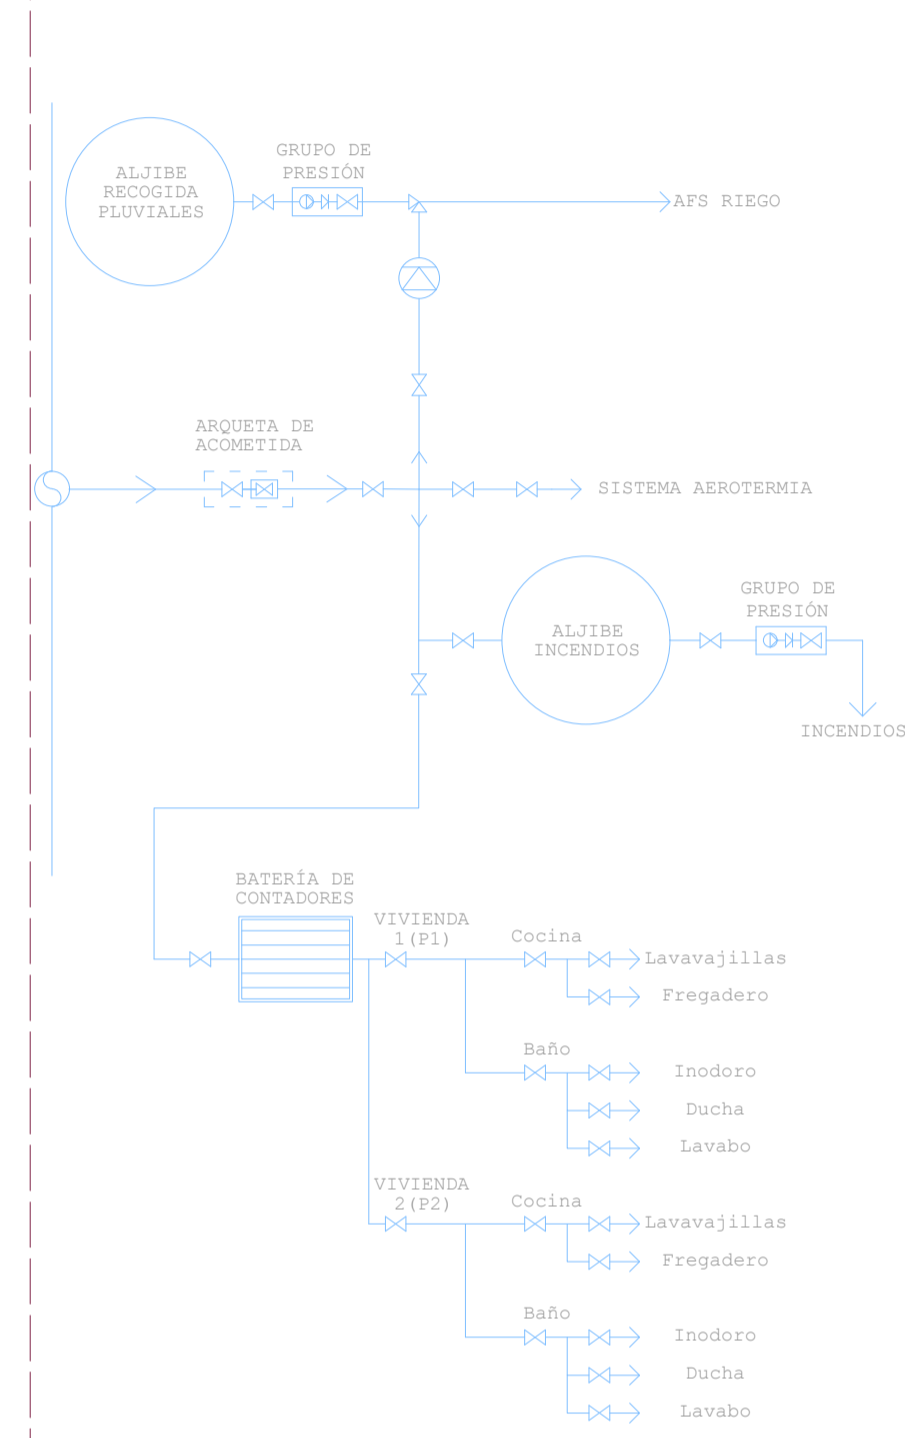 GRUPO DE
PRESIÓN
ALJIBE
RECOGIDA
PLUVIALES
AFS RIEGO
ARQUETA DE
ACOMETIDA
SISTEMA AEROTERMIA
GRUPO DE
PRESIÓN
ALJIBE
INCENDIOS
INCENDIOS
BATERÍA DE
CONTADORES
VIVIENDA
1(P1)
Cocina
Lavavajillas
Fregadero
Baño
Inodoro
Ducha
Lavabo
VIVIENDA
2(P2)
Cocina
Lavavajillas
Fregadero
Baño
Inodoro
Ducha
Lavabo